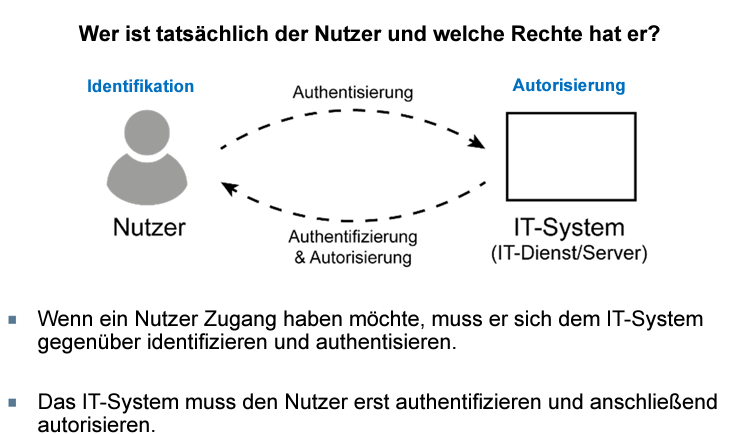 Wer ist tatsächlich der Nutzer und welche Rechte hat er?
Identifikation
Authentisierung
Autorisierung
Nutzer
Authentifizierung
& Autorisierung
IT-System
(IT-Dienst/Server)
Wenn ein Nutzer Zugang haben möchte, muss er sich dem IT-System
gegenüber identifizieren und authentisieren.
Das IT-System muss den Nutzer erst authentifizieren und anschließend
autorisieren.